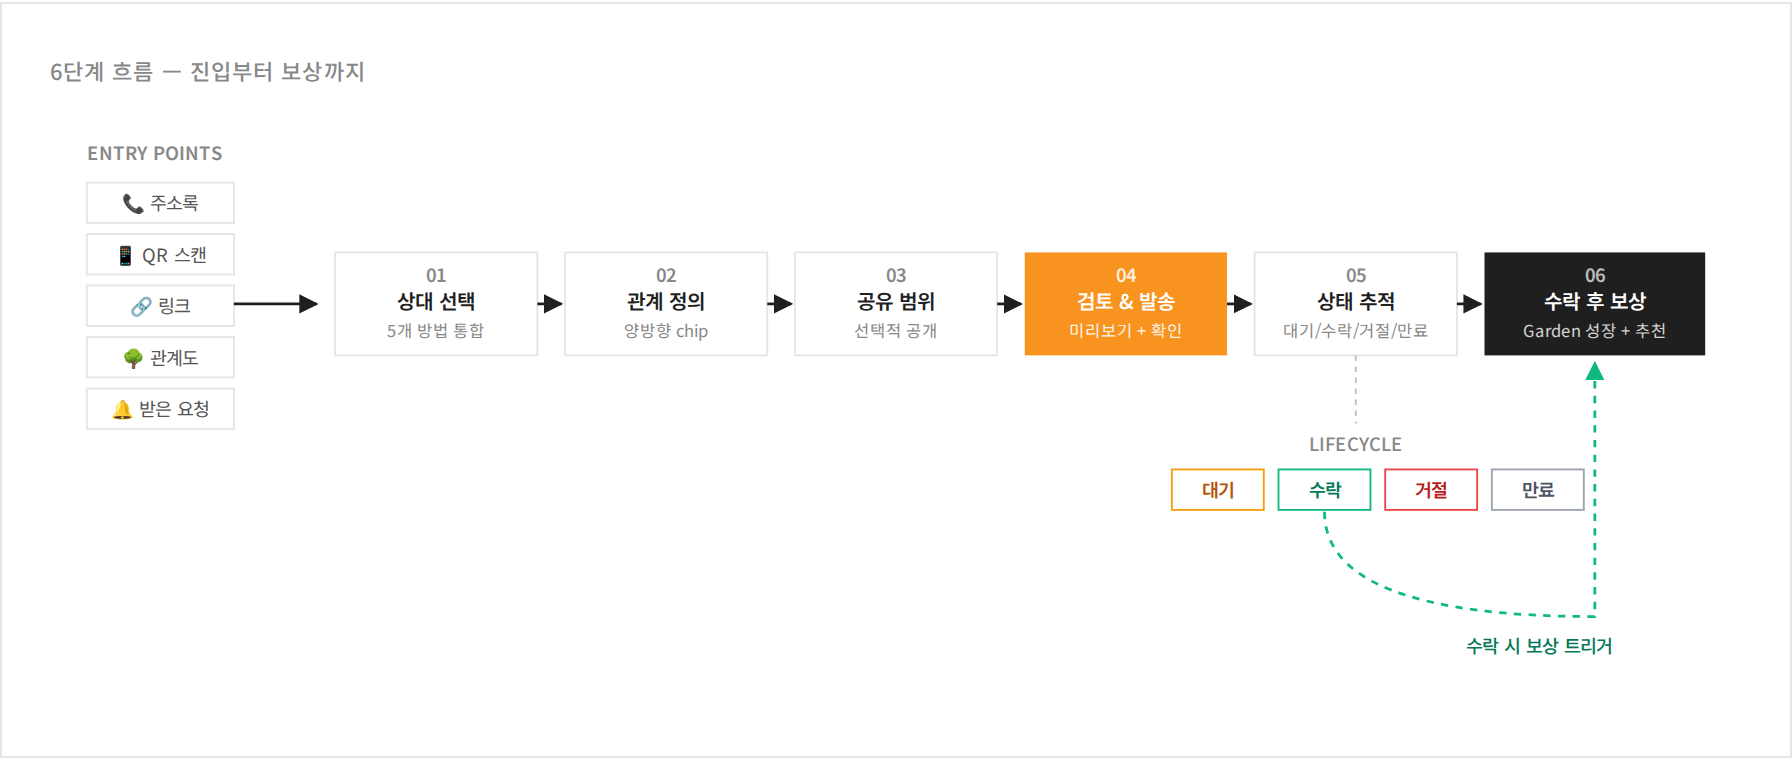 6단계 흐름 — 진입부터 보상까지
ENTRY POINTS
📞 주소록
📱 QR 스캔
🔗 링크
🌳 관계도
🔔 받은 요청
01
상대 선택
5개 방법 통합
02
관계 정의
양방향 chip
03
공유 범위
선택적 공개
04
검토 & 발송
미리보기 + 확인
05
상태 추적
대기/수락/거절/만료
06
수락 후 보상
Garden 성장 + 추천
LIFECYCLE
대기
수락
거절
만료
수락 시 보상 트리거